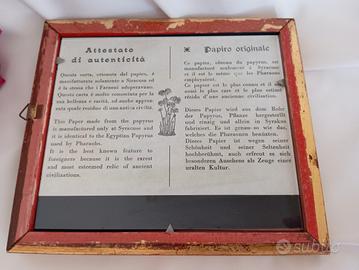 Attestato
di autenticità
Questa carta, ottenuta dal papiro, è
manufatturata solamente a Siracusa ed
è la stessa che i Faraoni adoperavano.
Questa carta è molto conosciuta per la
sua bellezza e rarità, ed anche appresenta
quale residuo di una antica civiltà.
This Paper made from the papyrus
is manufactured only at Syracuse and
it is identical to the Egyptian Papyrus
used by Pharaohs.
It is the best known feature to
foreigners because it is the rarest
and most esteemed relic of ancient
civilizations.
Papiro originale
Ce papier, obtenu du papyrus, est
manufacturé seulement à Syracuse
et il est le même que les Pharaons
employaient.
Ce papier est bien connu et il est
aussi le plus rare et le plus estimé
résidu d'une ancienne civilisation.
Dieses Papier wird aus dem Rohr
der Papyrus, Pflanze hergestellt
und einzig und allein in Syrakus
fabriziert. Es ist genau so wie das,
welches die Pharaonen benützten.
Dieses Papier ist wegen seiner
Schönheit und seiner Seltenheit
hochberühmt, auch erfreut es sich
besonderen Ansehens als Zeuge einer
uralten Kultur.
subito